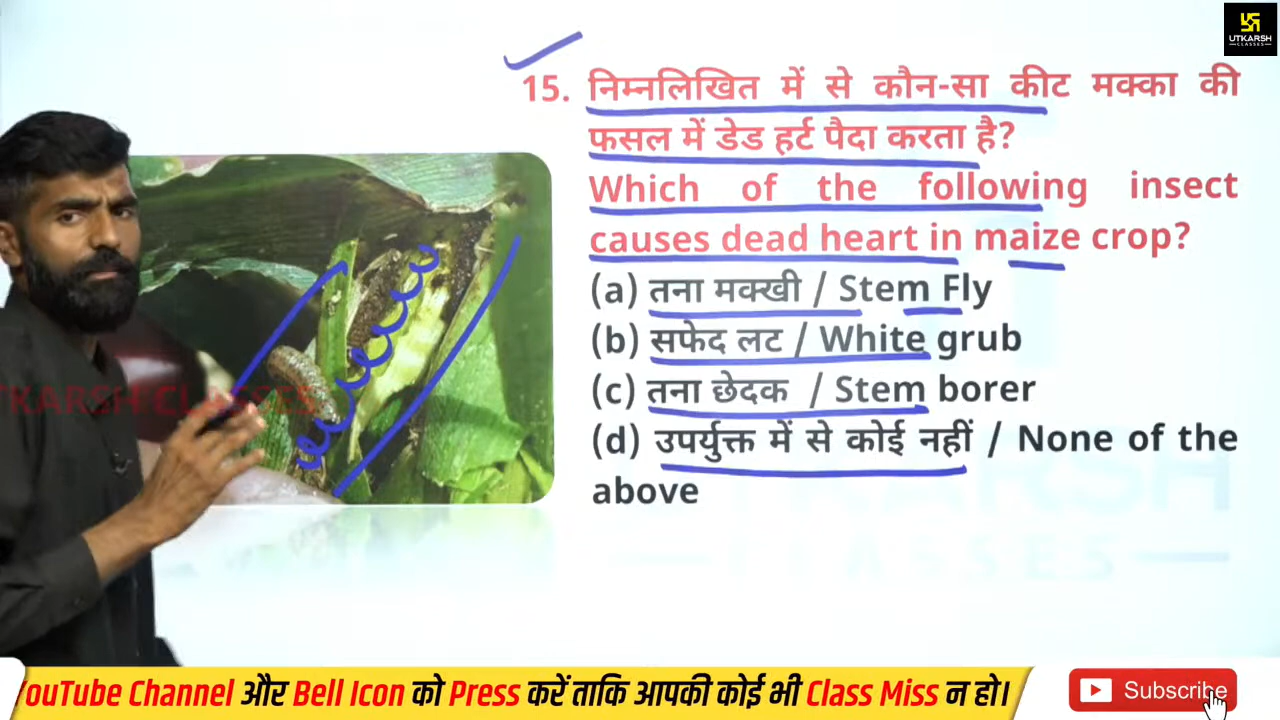 UTKARSH
CLASSES
15. निम्नलिखित में से कौन-सा कीट मक्का की
फसल में डेड हर्ट पैदा करता है?
Which of the following insect
causes dead heart in maize crop?
(a) तना मक्खी / Stem Fly
(b) सफेद लट / White grub
(c) तना छेदक / Stem borer
(d) उपर्युक्त में से कोई नहीं / None of the
above
TKARSH CLASSES
ouTube Channel और Bell Icon को Press करें ताकि आपकी कोई भी Class Miss न हो।
Subscribe